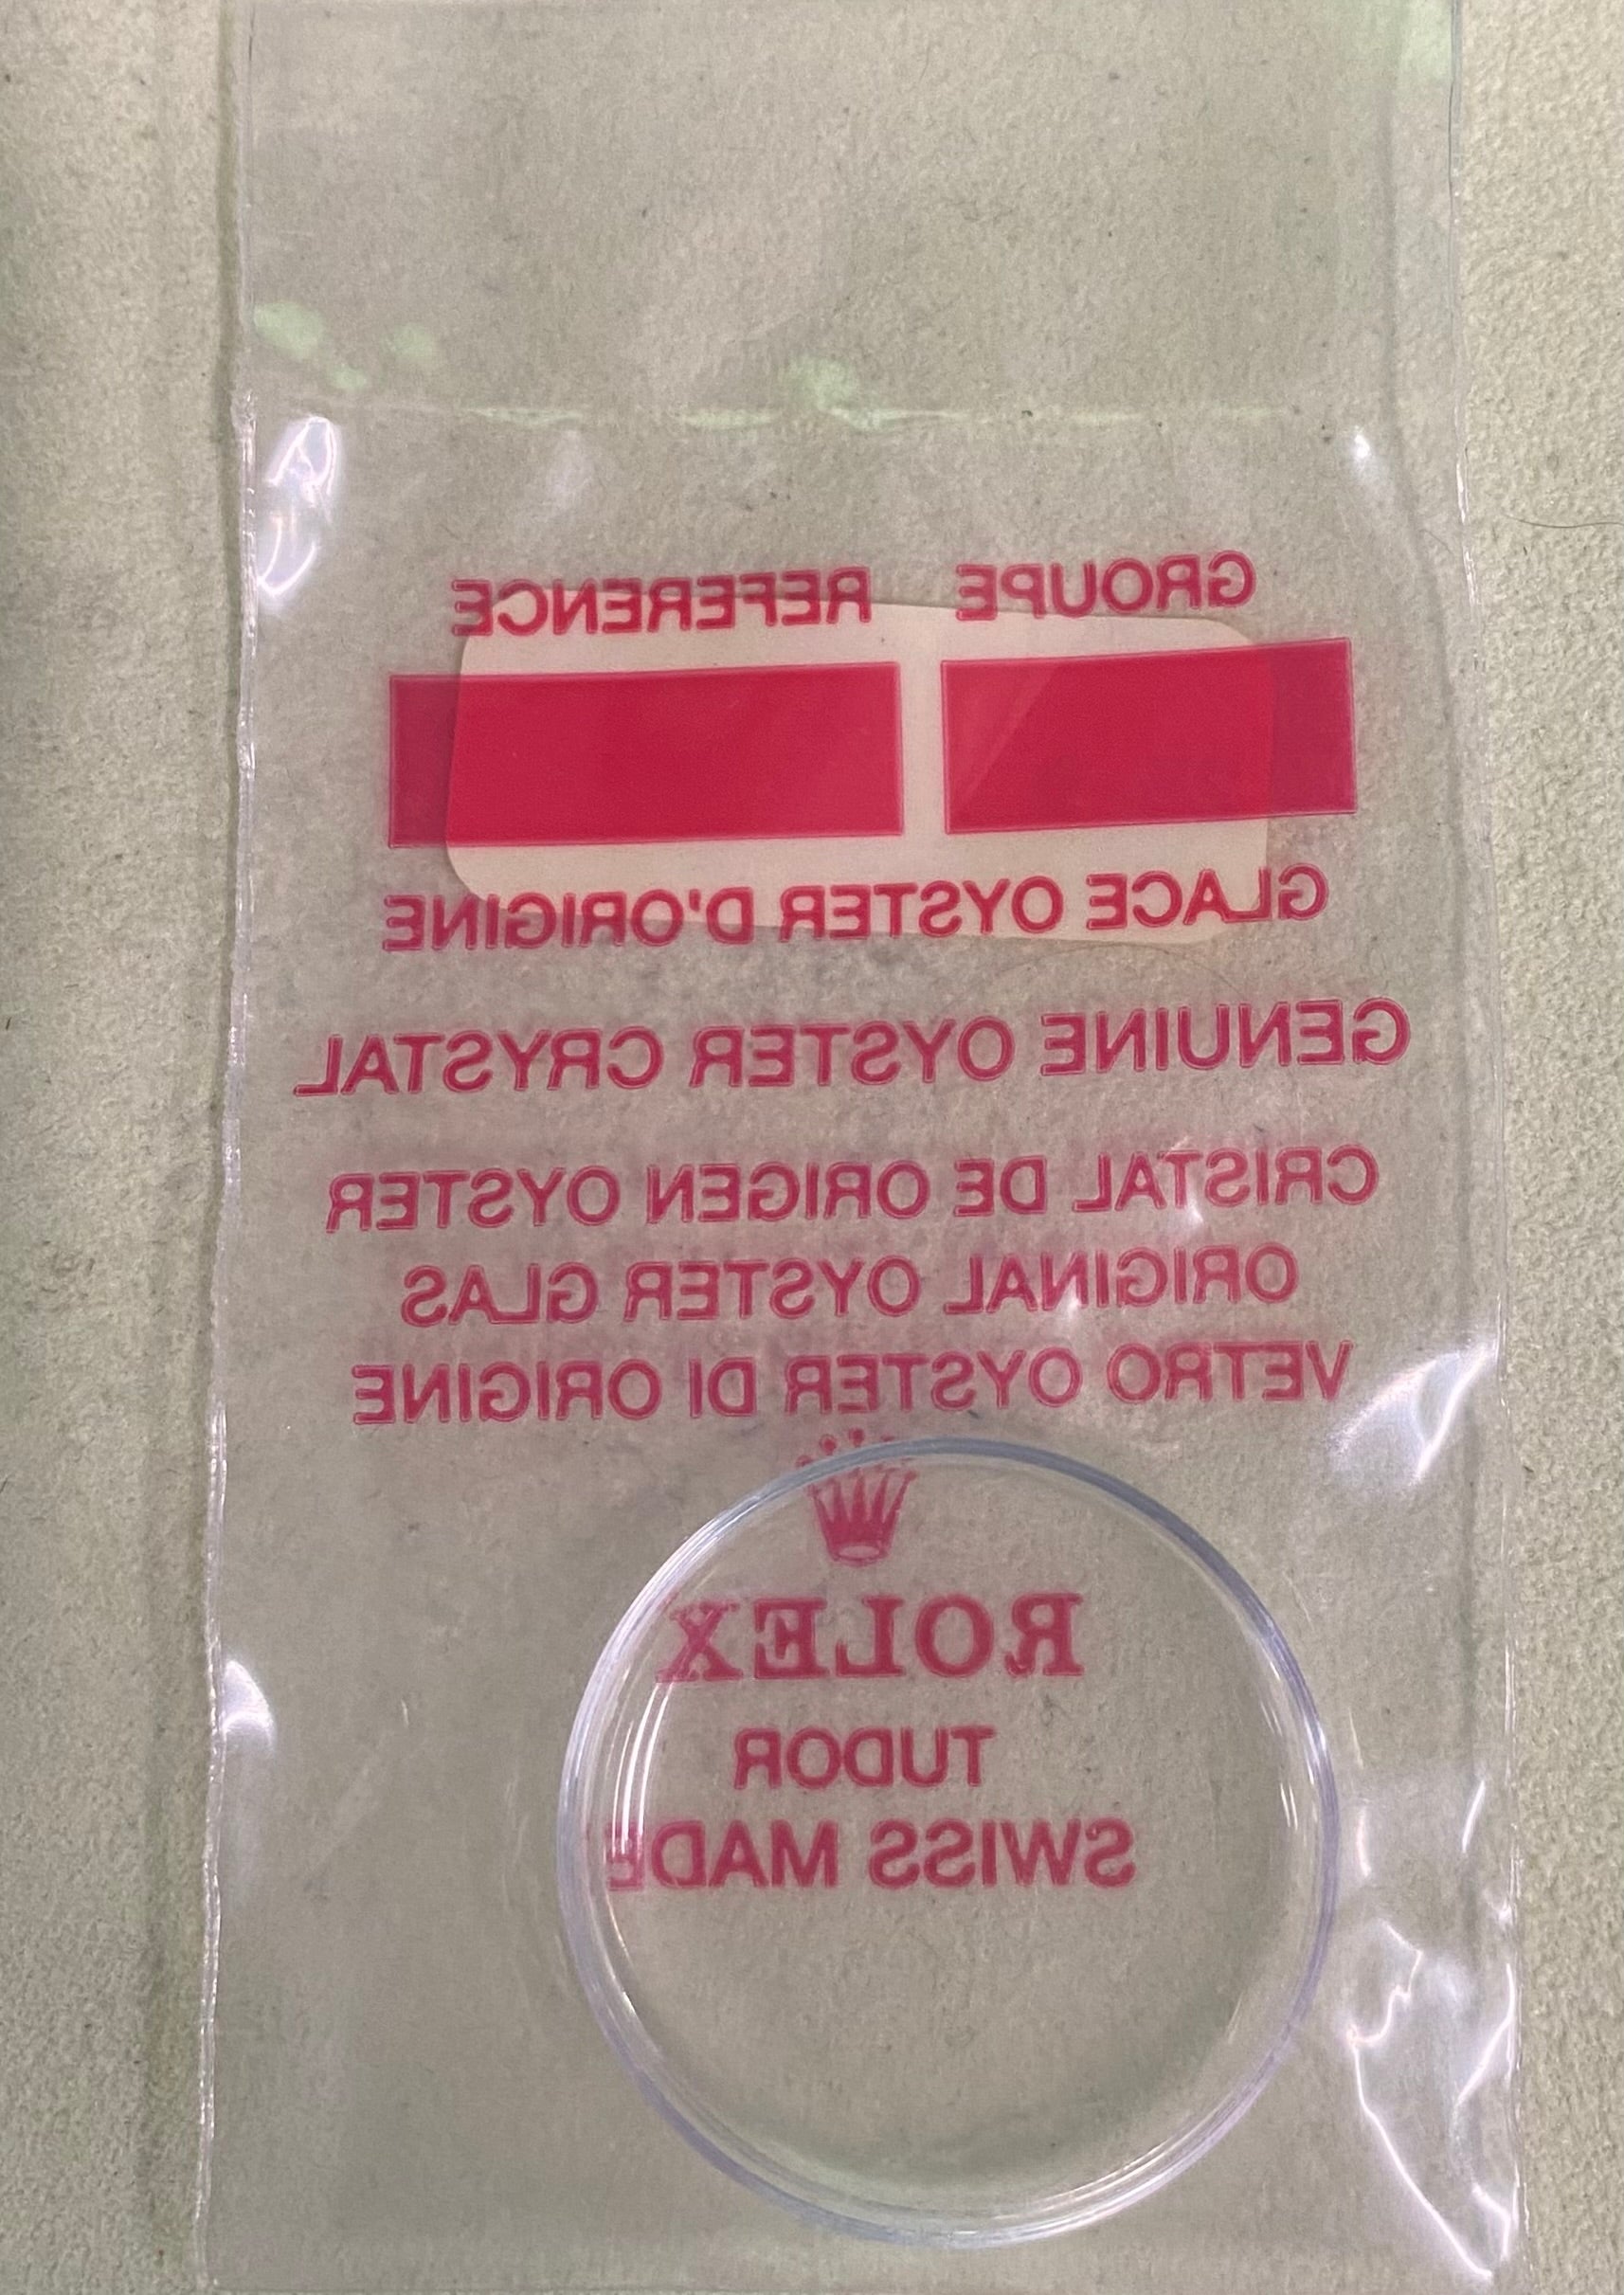 GROUPE REFERENCE
GLACE OYSTER D'ORIGINE
GENUINE OYSTER CRYSTAL
CRISTAL DE ORIGEN OYSTER
ORIGINAL OYSTER GLAS
VETRO OYSTER DI ORIGINE
ROLEX
TUDOR
SWISS MADE